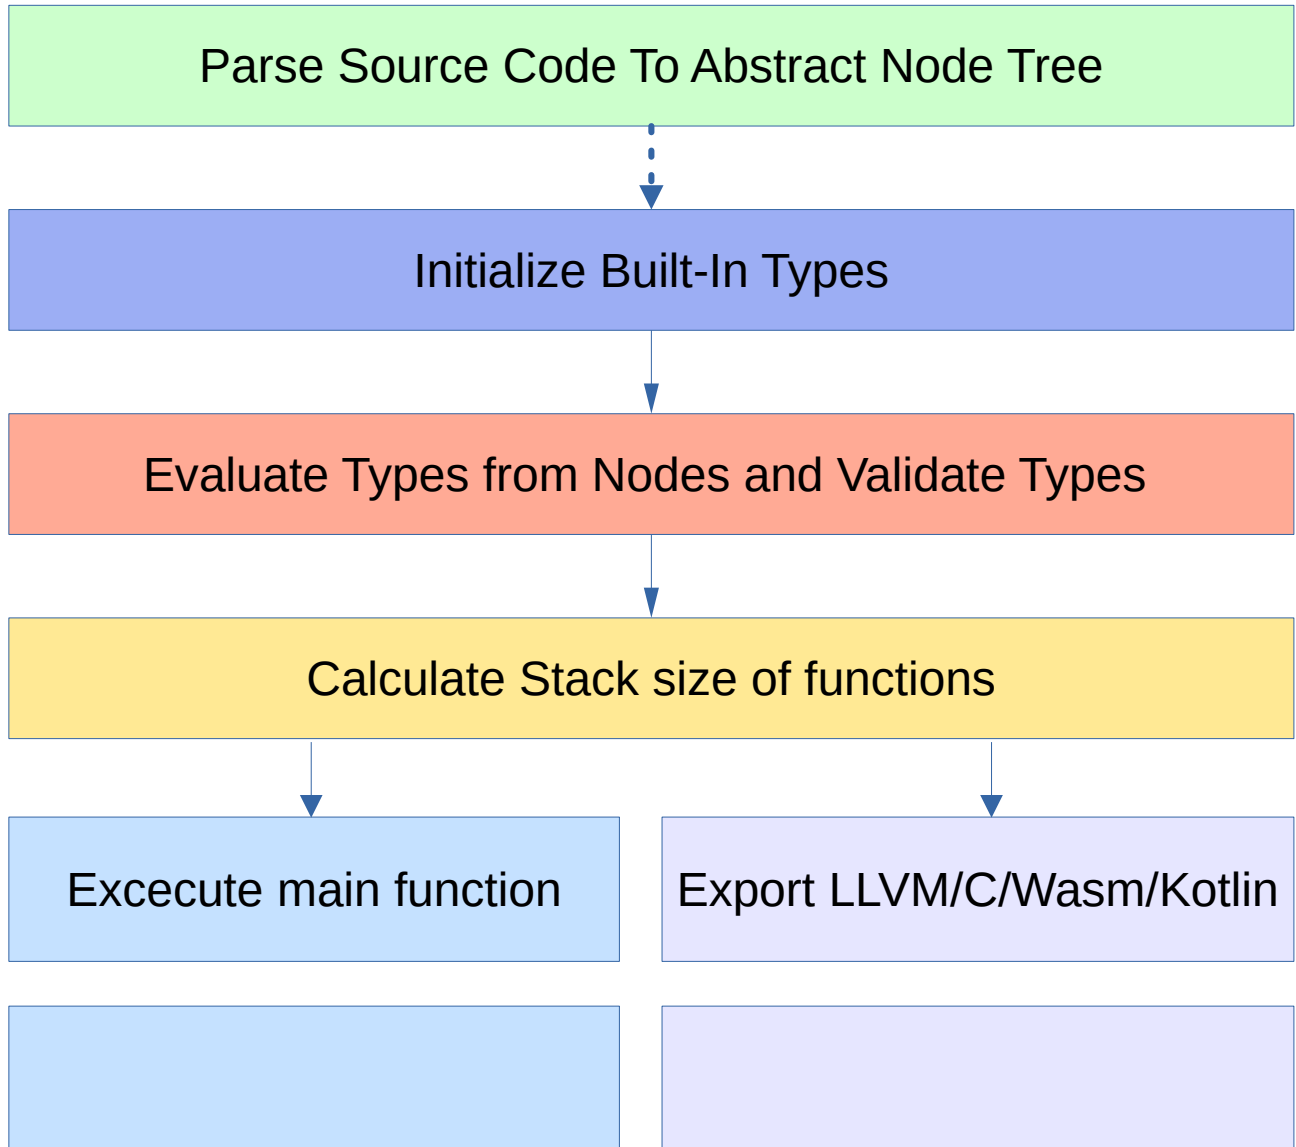 Parse Source Code To Abstract Node Tree
Initialize Built-In Types
Evaluate Types from Nodes and Validate Types
Calculate Stack size of functions
Excecute main function
Export LLVM/C/Wasm/Kotlin